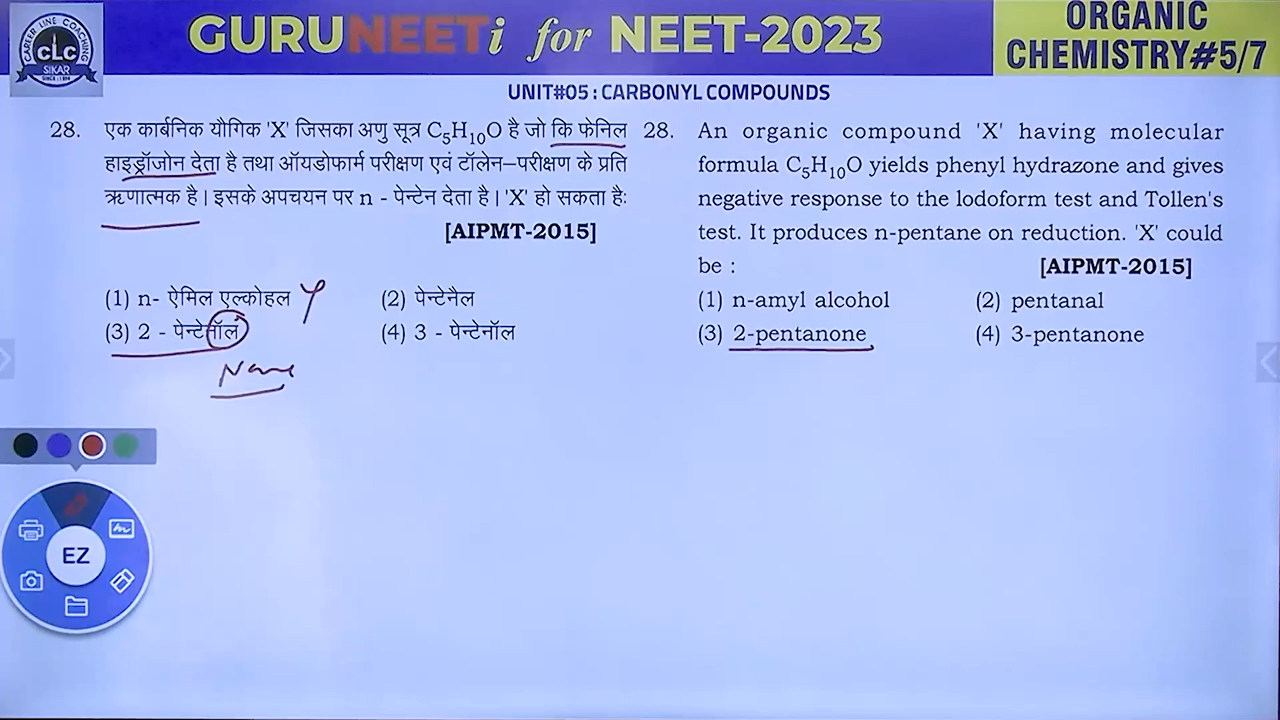 CAREER LINE COACHING
CLC
SIKAR
SINCE : 1996
GURUNEETi for NEET-2023
ORGANIC
CHEMISTRY#5/7
UNIT#05 : CARBONYL COMPOUNDS
28. एक कार्बनिक यौगिक 'X' जिसका अणु सूत्र C₅H₁₀O है जो कि फेनिल
हाइड्रॉजोन देता है तथा ऑयडोफार्म परीक्षण एवं टॉलेन–परीक्षण के प्रति
ऋणात्मक है। इसके अपचयन पर n - पेन्टेन देता है। 'X' हो सकता हैः
[AIPMT-2015]
(1) n- ऐमिल एल्कोहल (2) पेन्टेनैल
(3) 2 - पेन्टेनॉल (4) 3 - पेन्टेनॉल
28. An organic compound 'X' having molecular
formula C₅H₁₀O yields phenyl hydrazone and gives
negative response to the Iodoform test and Tollen's
test. It produces n-pentane on reduction. 'X' could
be : [AIPMT-2015]
(1) n-amyl alcohol (2) pentanal
(3) 2-pentanone (4) 3-pentanone
EZ